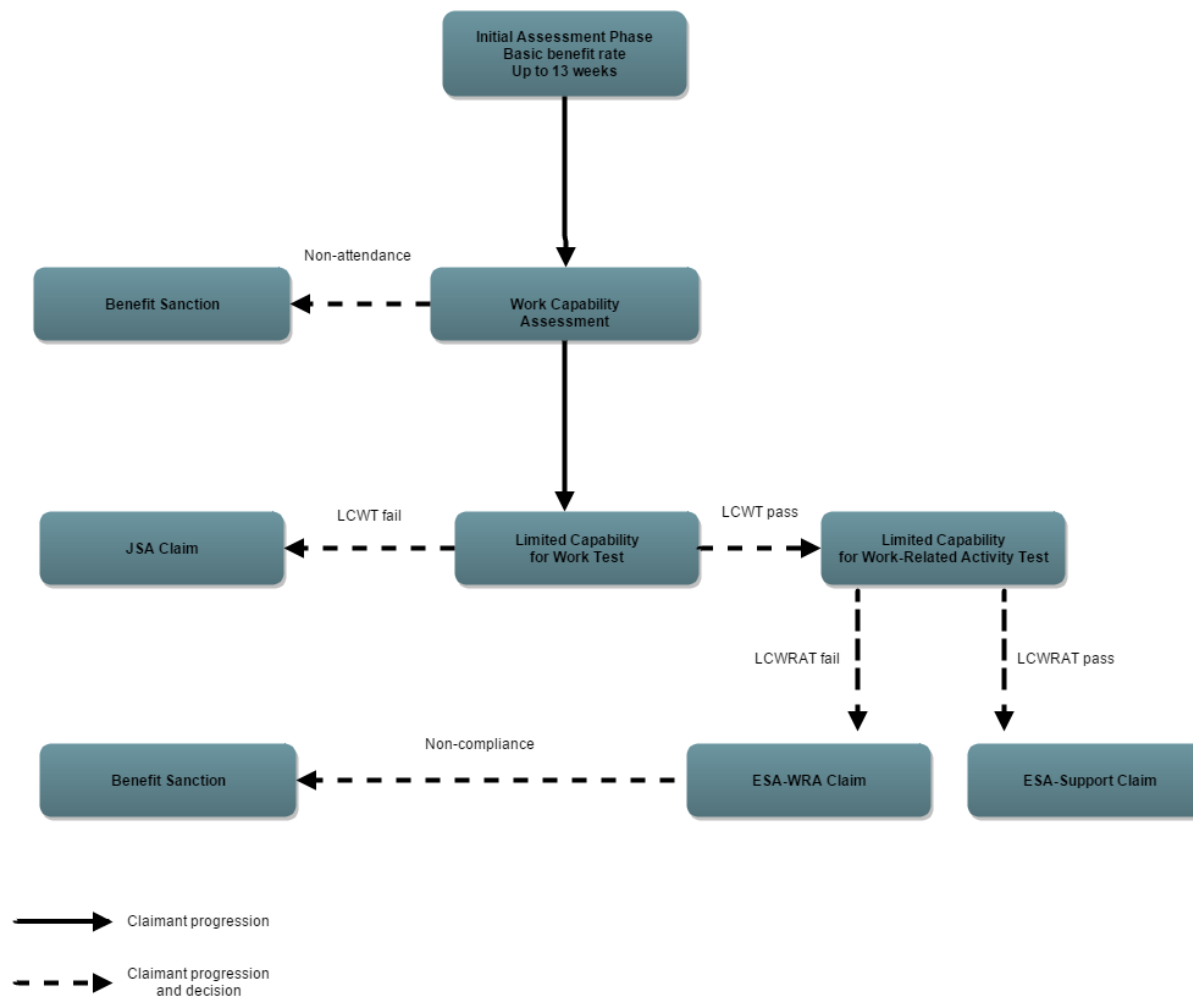 Initial Assessment Phase
Basic benefit rate
Up to 13 weeks
Non-attendance
Benefit Sanction
Work Capability
Assessment
LCWT fail
LCWT pass
JSA Claim
Limited Capability
for Work Test
Limited Capability
for Work-Related Activity Test
LCWRAT fail
LCWRAT pass
Non-compliance
Benefit Sanction
ESA-WRA Claim
ESA-Support Claim
Claimant progression
Claimant progression
and decision